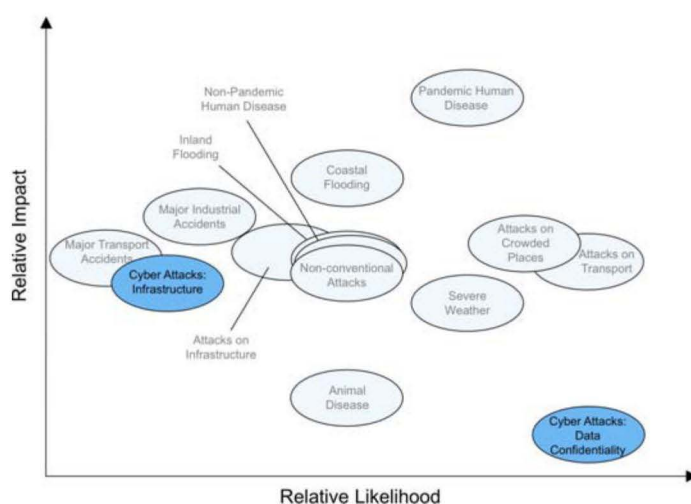 Non-Pandemic
Human Disease
Pandemic Human
Disease
Inland
Flooding
Coastal
Flooding
Major Industrial
Accidents
Major Transport
Accidents
Attacks on
Crowded
Places
Attacks on
Transport
Non-conventional
Attacks
Cyber Attacks:
Infrastructure
Severe
Weather
Attacks on
Infrastructure
Animal
Disease
Cyber Attacks:
Data
Confidentiality
Relative Impact
Relative Likelihood